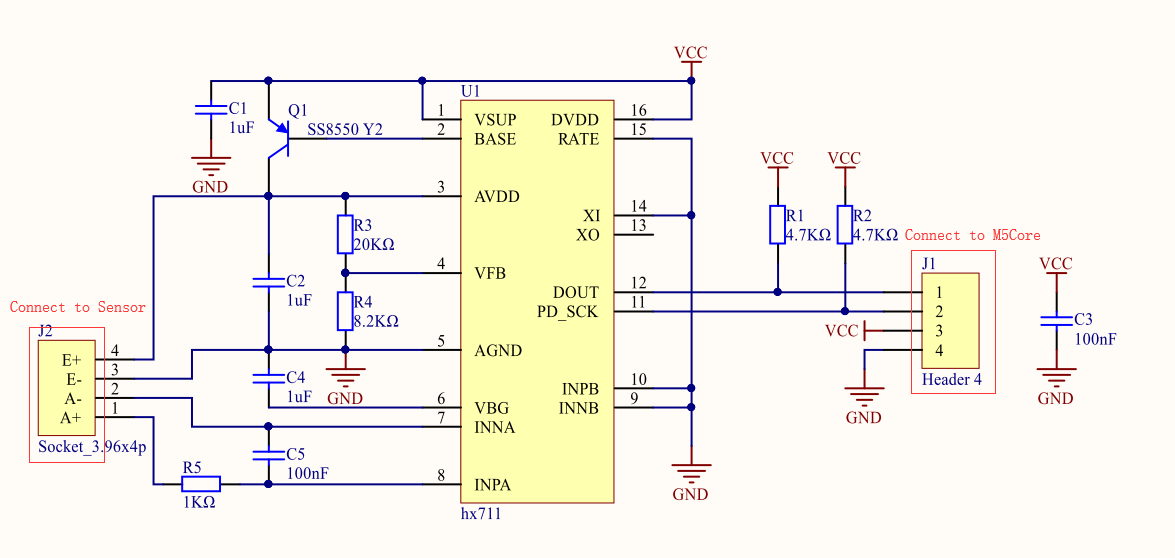 VCC
U1
C1
1uF
GND
Q1
SS8550 Y2
1
2
3
4
5
6
7
8
VSUP
BASE
AVDD
VFB
AGND
VBG
INNA
INPA
DVDD
RATE
XI
XO
DOUT
PD_SCK
INPB
INNB
16
15
14
13
12
11
10
9
hx711
R3
20KΩ
R4
8.2KΩ
C2
1uF
C4
1uF
GND
C5
100nF
R5
1KΩ
Connect to Sensor
J2
E+
E-
A-
A+
4
3
2
1
Socket_3.96x4p
GND
VCC
R1
4.7KΩ
VCC
R2
4.7KΩ
Connect to M5Core
J1
1
2
3
4
Header 4
VCC
GND
VCC
C3
100nF
GND